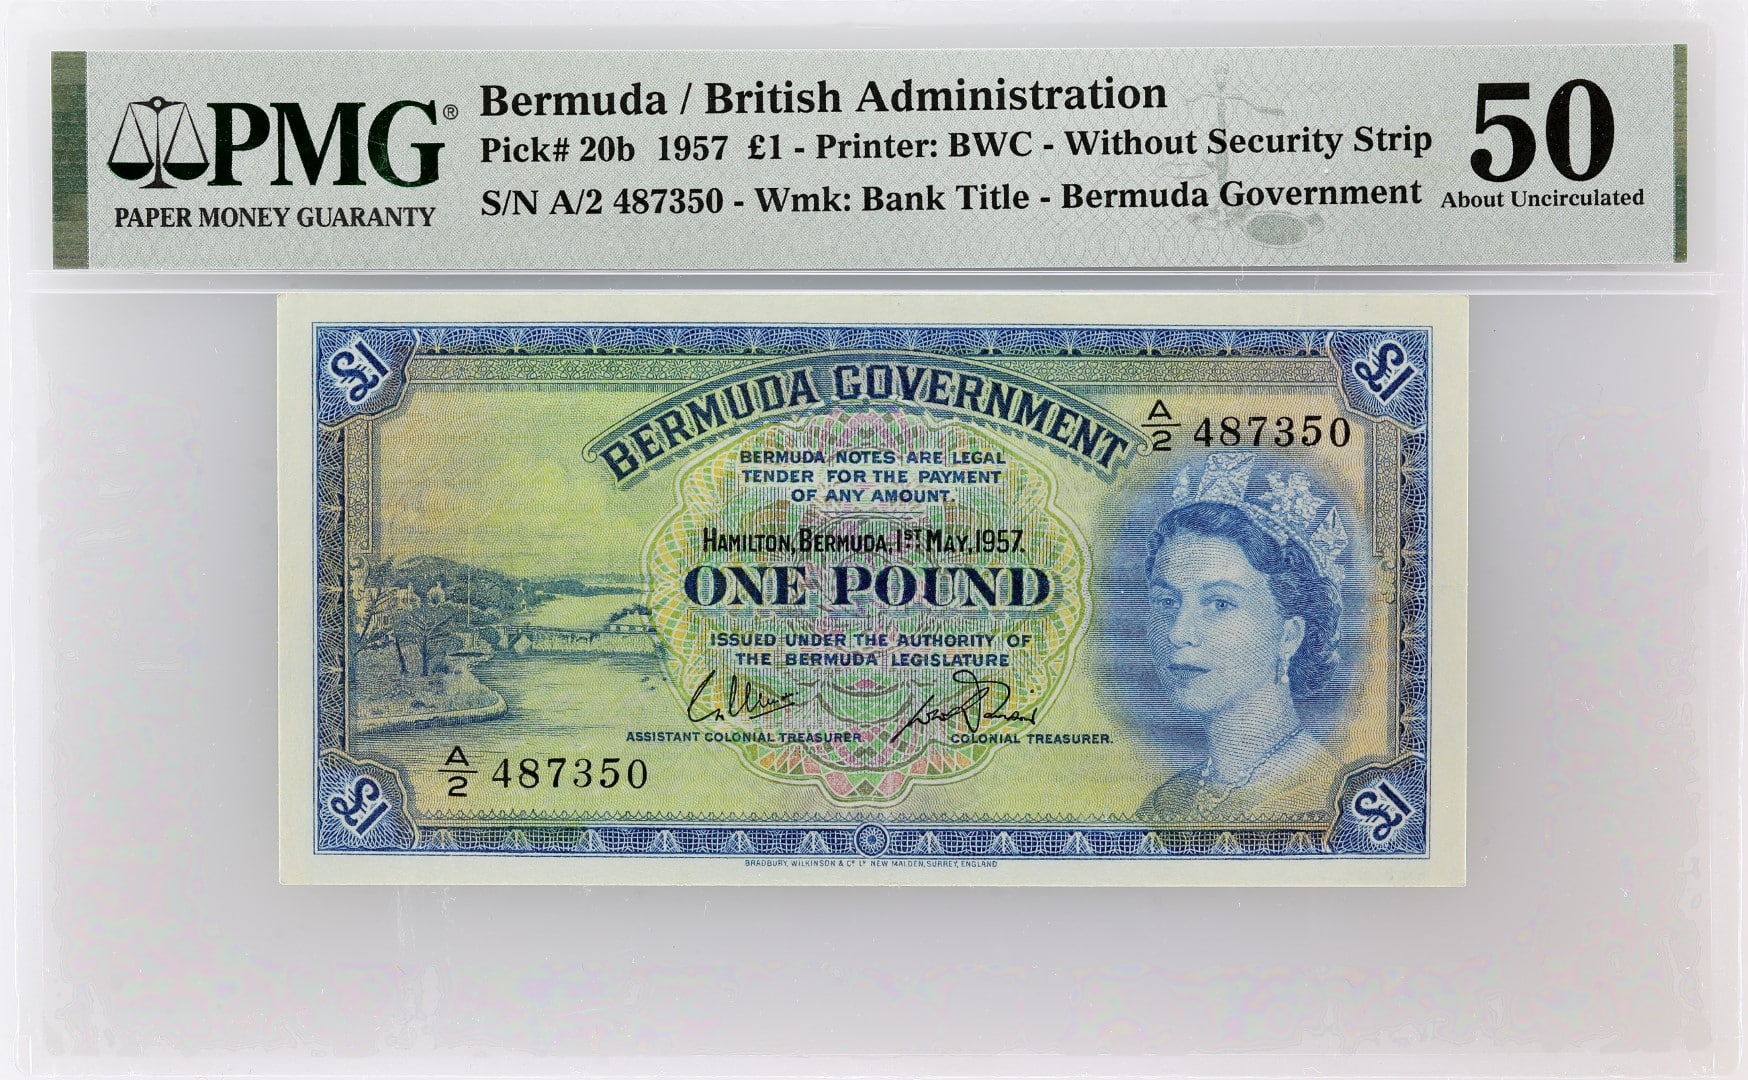 PMG®
PAPER MONEY GUARANTY
Bermuda / British Administration
Pick# 20b 1957 £1 - Printer: BWC - Without Security Strip
S/N A/2 487350 - Wmk: Bank Title - Bermuda Government
50
About Uncirculated
£1
£1
BERMUDA GOVERNMENT
A/2 487350
BERMUDA NOTES ARE LEGAL
TENDER FOR THE PAYMENT
OF ANY AMOUNT.
HAMILTON, BERMUDA, 1ST MAY, 1957.
ONE POUND
ISSUED UNDER THE AUTHORITY OF
THE BERMUDA LEGISLATURE
ASSISTANT COLONIAL TREASURER
COLONIAL TREASURER.
A/2 487350
£1
£1
BRADBURY, WILKINSON & Co Ly NEW MALDEN, SURREY, ENGLAND